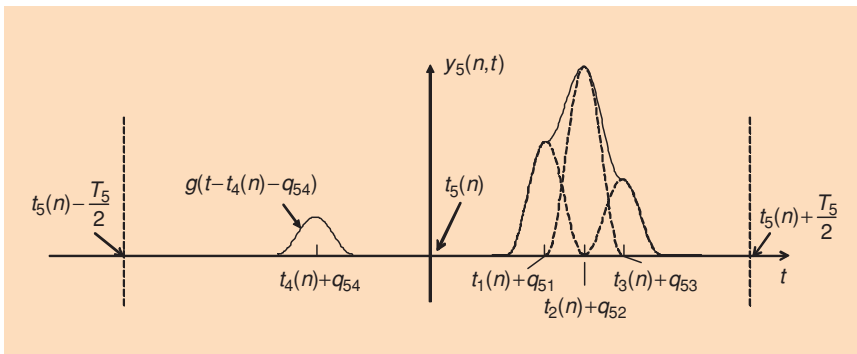 y₅(n,t)
g(t−t₄(n)−q₅₄)
t₅(n)
t₅(n)−T₅/2
t₅(n)+T₅/2
t₄(n)+q₅₄
t₁(n)+q₅₁
t₃(n)+q₅₃
t
t₂(n)+q₅₂